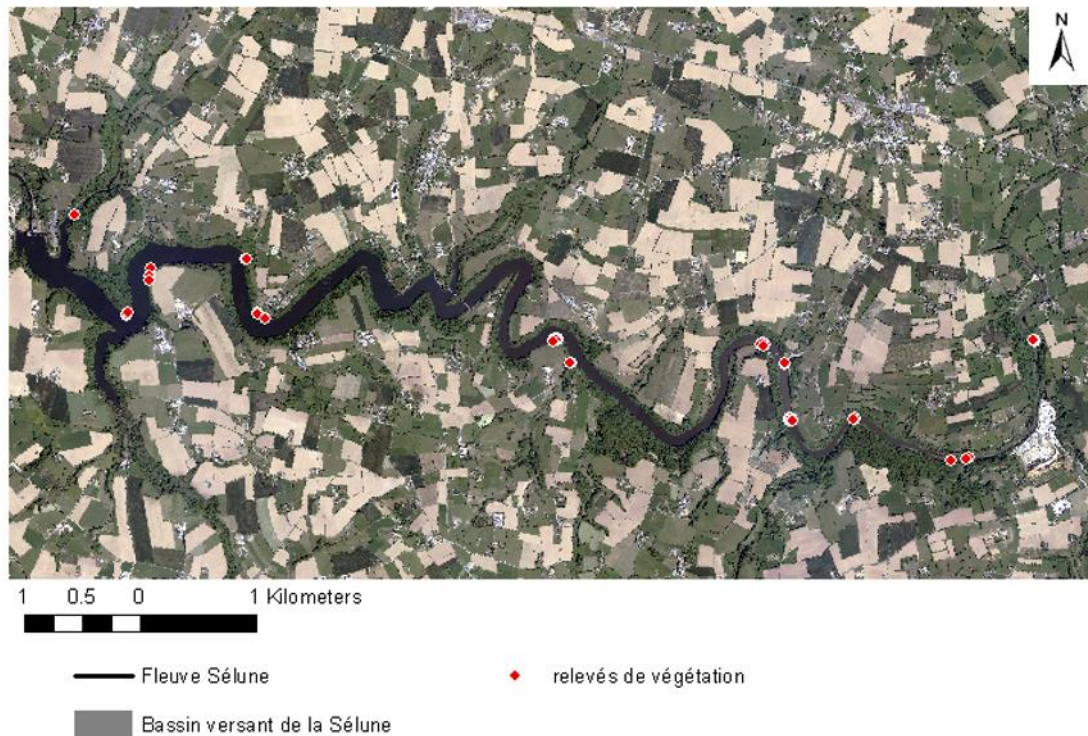 N
1 0.5 0 1 Kilometers
Fleuve Sélune
relevés de végétation
Bassin versant de la Sélune